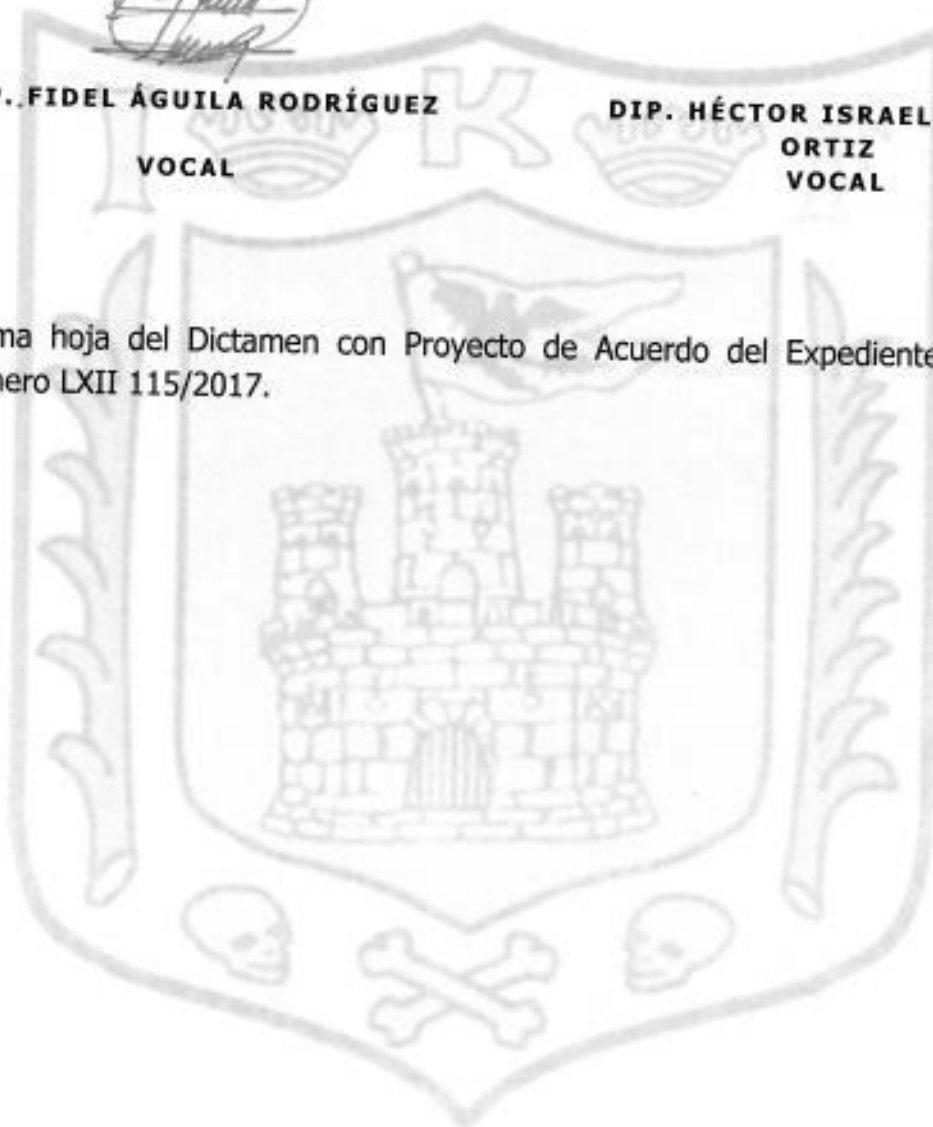 . FIDEL ÁGUILA RODRÍGUEZ
VOCAL
DIP. HÉCTOR ISRAEL
ORTIZ
VOCAL
ma hoja del Dictamen con Proyecto de Acuerdo del Expediente
nero LXII 115/2017.
I K